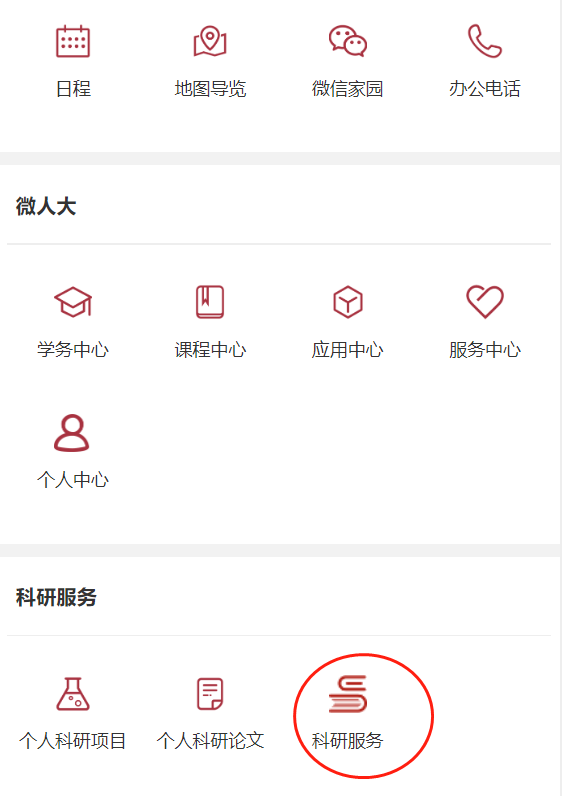 日程 地图导览 微信家园 办公电话
微人大
学务中心 课程中心 应用中心 服务中心
个人中心
科研服务
个人科研项目 个人科研论文 科研服务